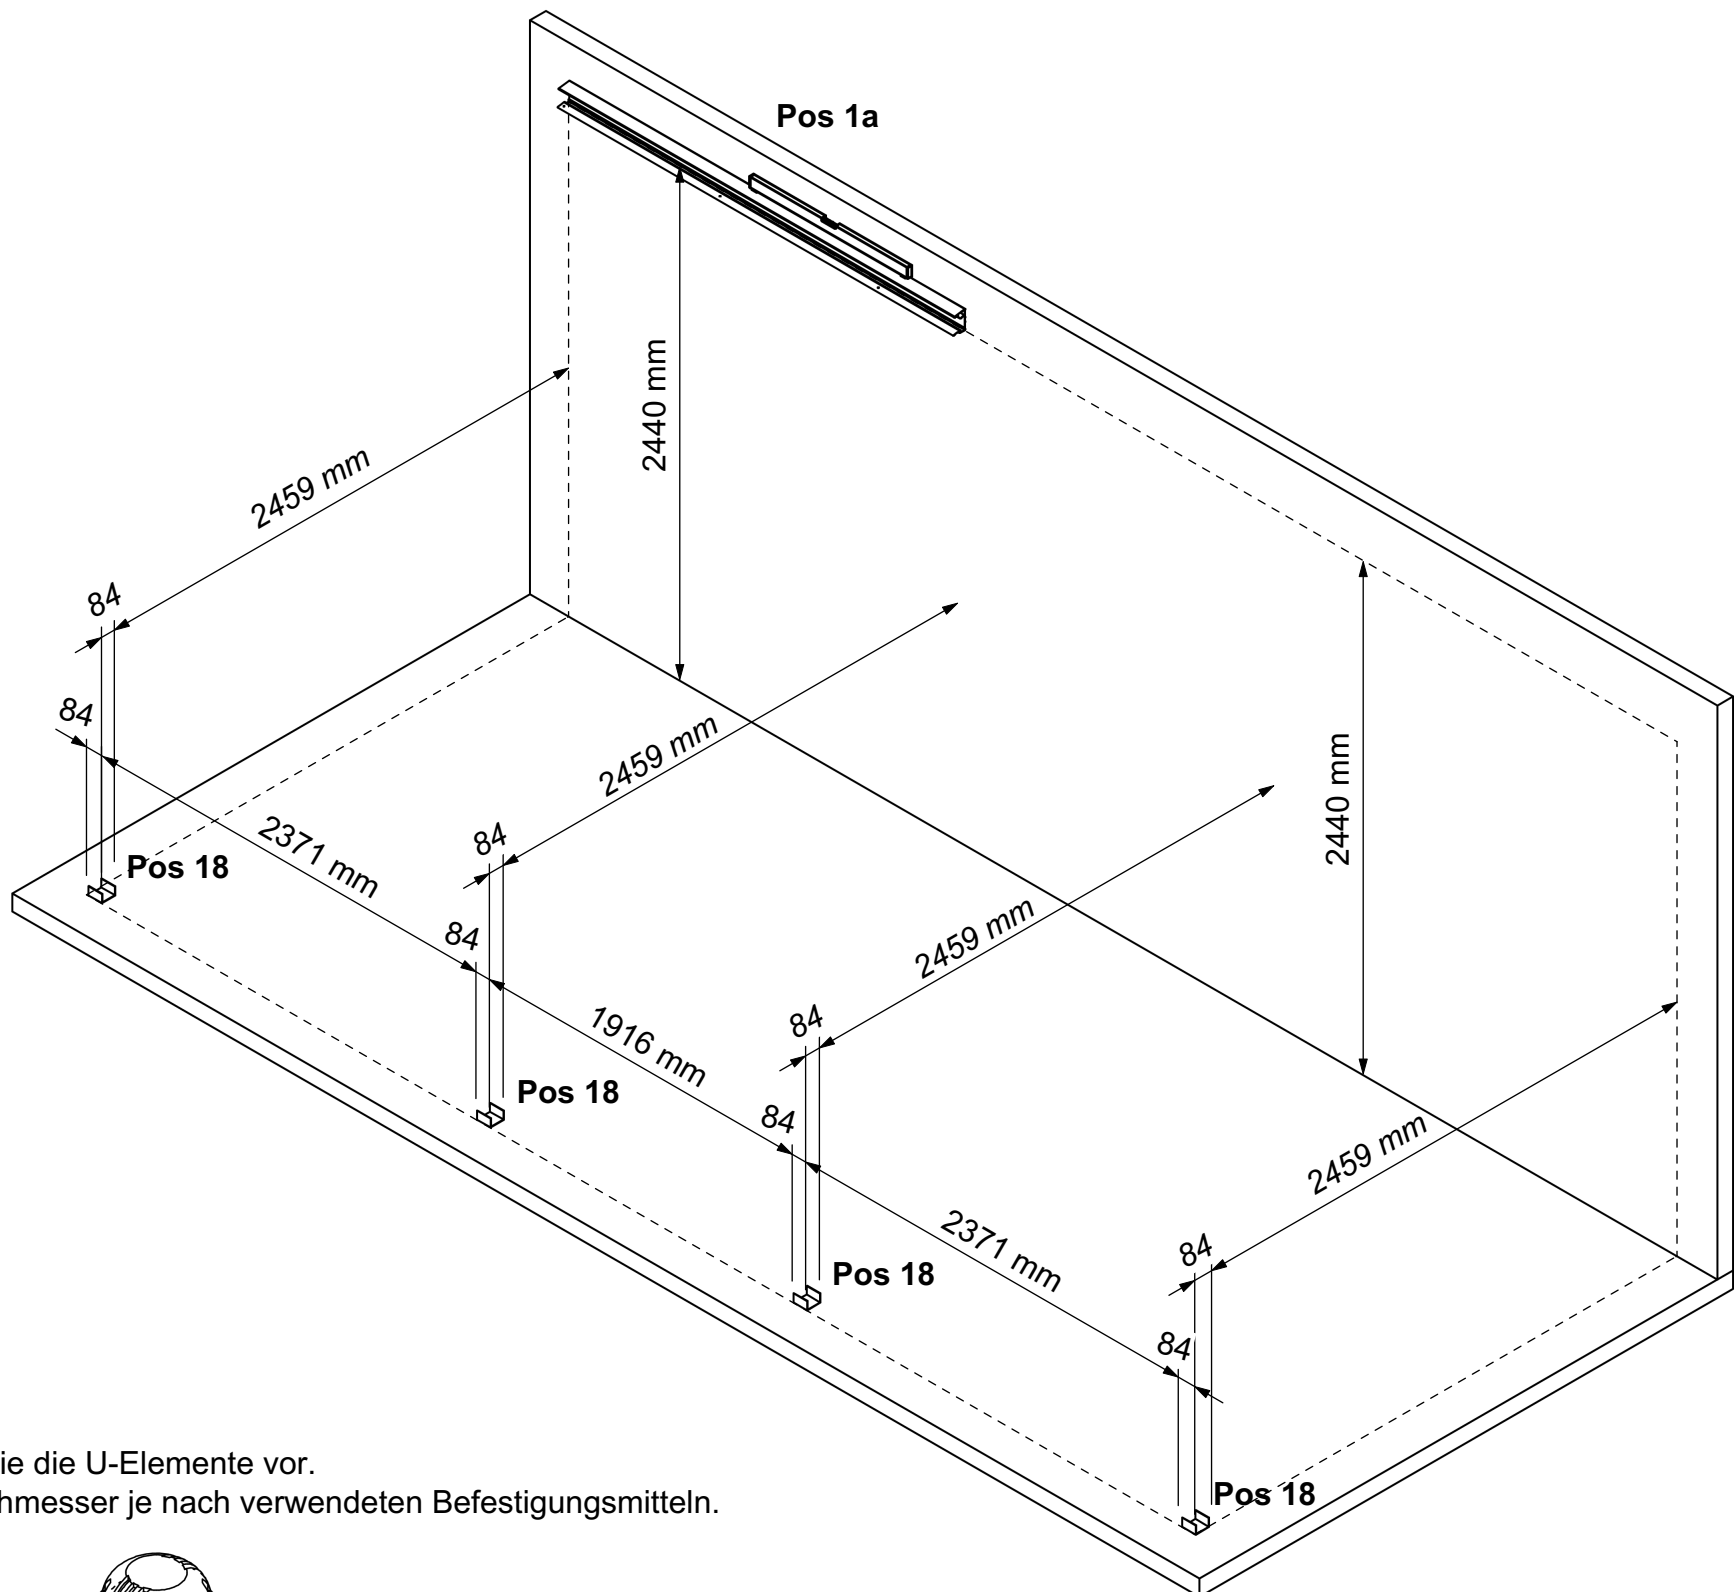 Pos 1a
2440 mm
2459 mm
84
84
2459 mm
2440 mm
2371 mm
84
Pos 18
2459 mm
84
1916 mm
84
Pos 18
84
2459 mm
2371 mm
84
Pos 18
84
Pos 18
ie die U-Elemente vor.
hmesser je nach verwendeten Befestigungsmitteln.